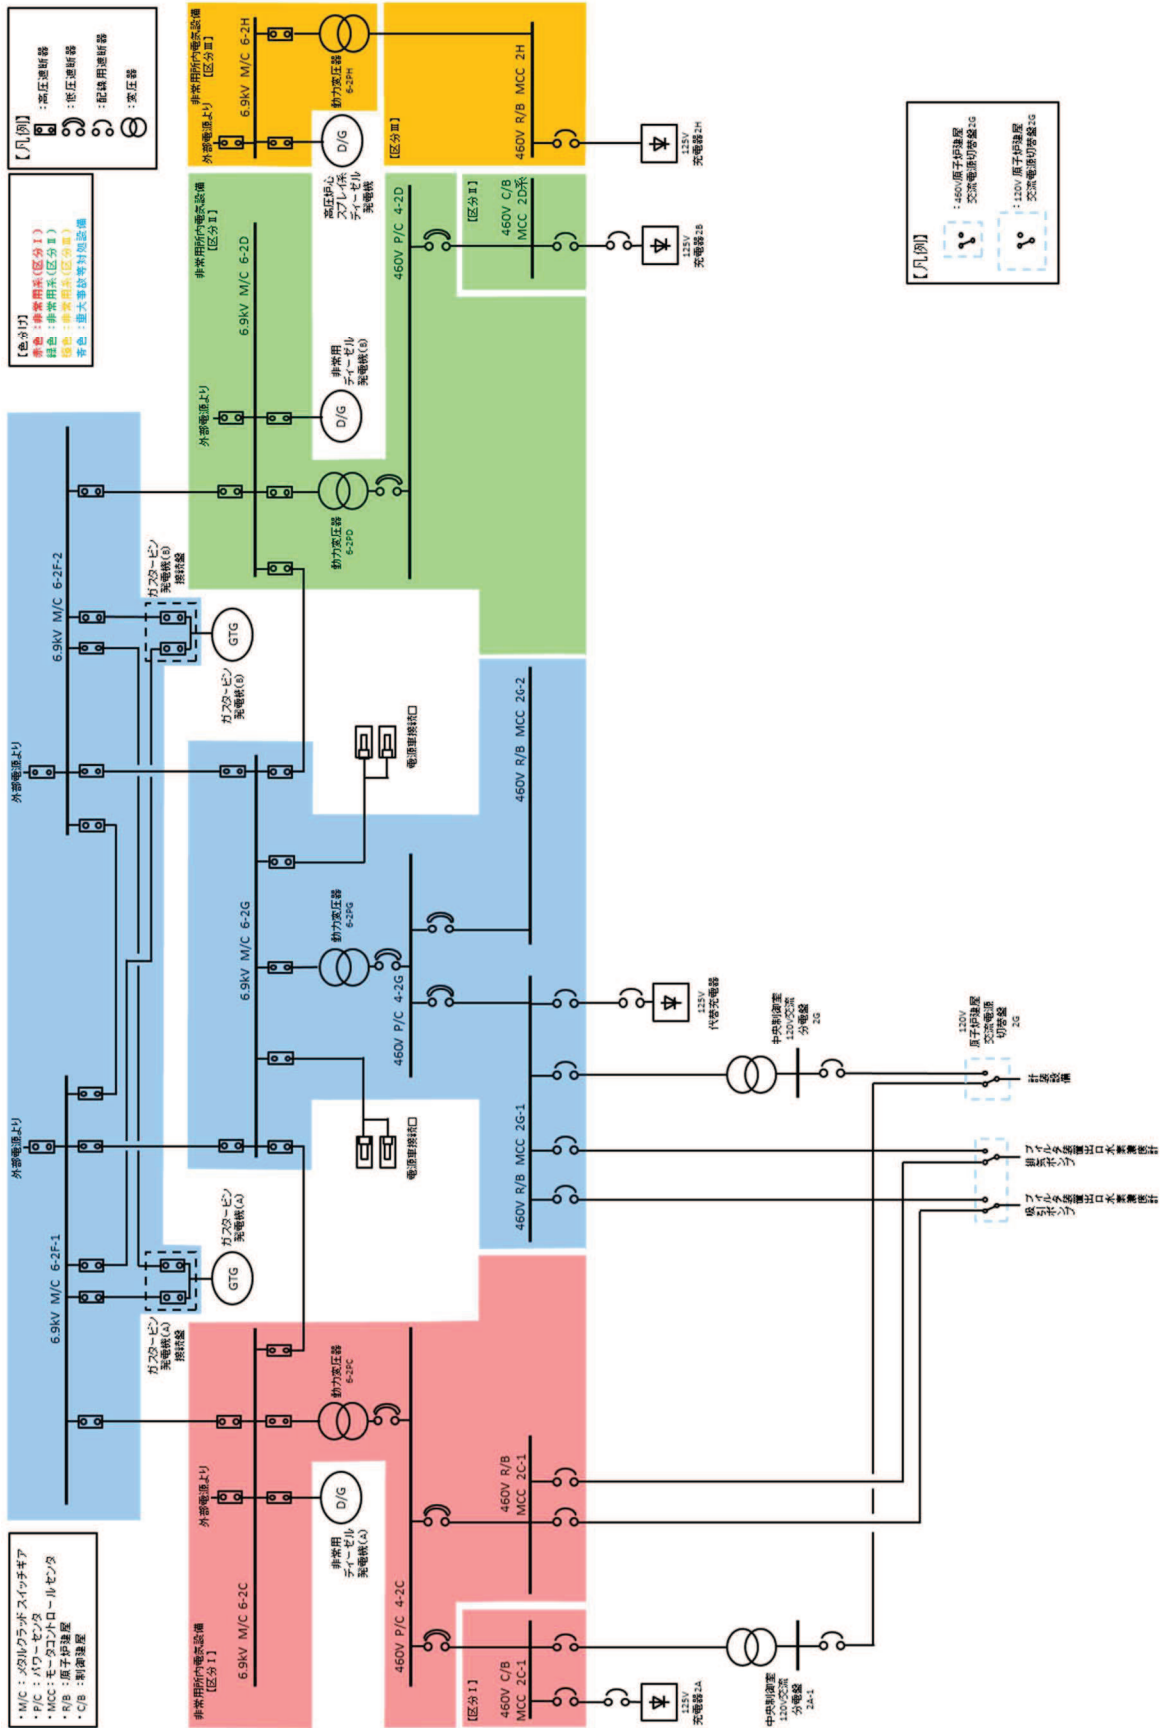 ・M/C : メタルクラッドスイッチギア
・P/C : パワーセンタ
・MCC : モータコントロールセンタ
・R/B : 原子炉建屋
・C/B : 制御建屋
【色分け】
赤色 : 非常用系(区分Ⅰ)
緑色 : 非常用系(区分Ⅱ)
橙色 : 非常用系(区分Ⅲ)
青色 : 重大事故等対処設備
【凡例】
: 高圧遮断器
: 低圧遮断器
: 配線用遮断器
: 変圧器
外部電源より
6.9kV M/C 6-2F-1
外部電源より
6.9kV M/C 6-2F-2
ガスタービン
発電機(A)
接続盤
GTG
ガスタービン
発電機(A)
ガスタービン
発電機(B)
接続盤
GTG
ガスタービン
発電機(B)
非常用所内電気設備
【区分Ⅰ】
外部電源より
6.9kV M/C 6-2C
D/G
非常用
ディーゼル
発電機(A)
動力変圧器
6-2PC
460V P/C 4-2C
【区分Ⅰ】
460V C/B
MCC 2C-1
460V R/B
MCC 2C-1
125V
充電器2A
中央制御室
120V交流
分電盤
2A-1
6.9kV M/C 6-2G
電源車接続口
動力変圧器
6-2PG
電源車接続口
460V P/C 4-2G
460V R/B MCC 2G-1
460V R/B MCC 2G-2
125V
代替充電器
中央制御室
120V交流
分電盤
2G
120V
原子炉建屋
交流電源
切替盤
2G
フィルタ装置出口水素濃度計
吸引ポンプ
フィルタ装置出口水素濃度計
排気ポンプ
計装設備
非常用所内電気設備
【区分Ⅱ】
外部電源より
6.9kV M/C 6-2D
D/G
非常用
ディーゼル
発電機(B)
動力変圧器
6-2PD
460V P/C 4-2D
【区分Ⅱ】
460V C/B
MCC 2D系
125V
充電器2B
非常用所内電気設備
【区分Ⅲ】
外部電源より
6.9kV M/C 6-2H
D/G
高圧炉心
スプレイ系
ディーゼル
発電機
動力変圧器
6-2PH
【区分Ⅲ】
460V R/B MCC 2H
125V
充電器2H
【凡例】
: 460V原子炉建屋
交流電源切替盤2G
: 120V原子炉建屋
交流電源切替盤2G